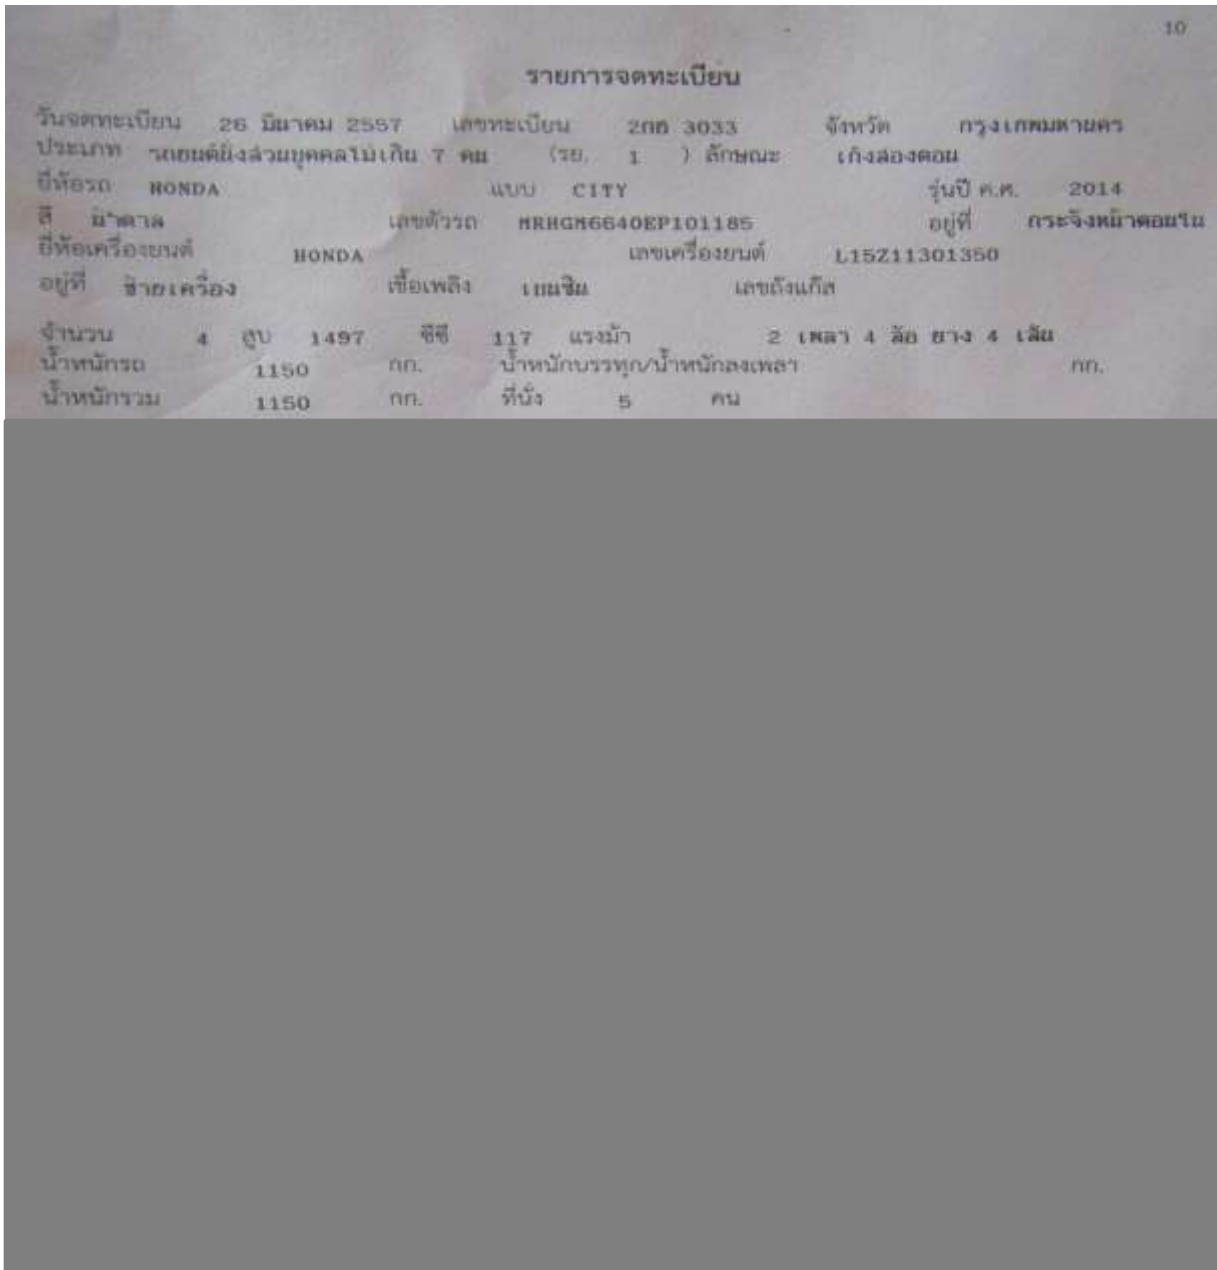 10
รายการจดทะเบียน
วันจดทะเบียน 26 มีนาคม 2557 เลขทะเบียน 2กธ 3033 จังหวัด กรุงเทพมหานคร
ประเภท รถยนต์นั่งส่วนบุคคลไม่เกิน 7 คน (รย. 1 ) ลักษณะ เก๋งสองตอน
ยี่ห้อรถ HONDA แบบ CITY รุ่นปี ค.ศ. 2014
สี น้ำตาล เลขตัวรถ MRHGM6640EP101185 อยู่ที่ กระจังหน้าตอนใน
ยี่ห้อเครื่องยนต์ HONDA เลขเครื่องยนต์ L15Z11301350
อยู่ที่ ซ้ายเครื่อง เชื้อเพลิง เบนซิน เลขถังแก๊ส
จำนวน 4 สูบ 1497 ซีซี 117 แรงม้า 2 เพลา 4 ล้อ ยาง 4 เส้น
น้ำหนักรถ 1150 กก. น้ำหนักบรรทุก/น้ำหนักลงเพลา กก.
น้ำหนักรวม 1150 กก. ที่นั่ง 5 คน